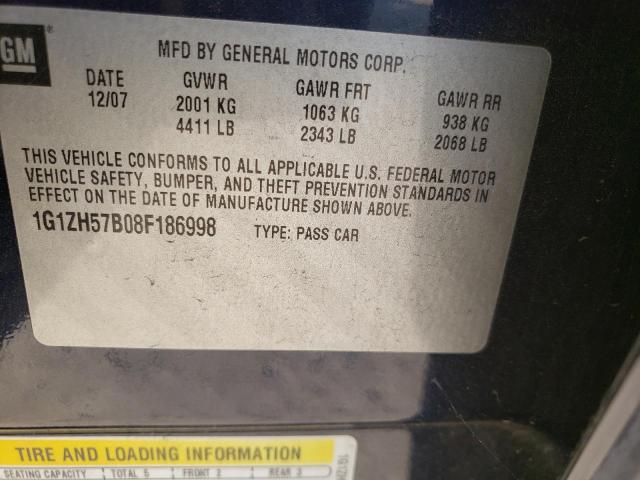 GM ®
MFD BY GENERAL MOTORS CORP.
DATE GVWR GAWR FRT GAWR RR
12/07 2001 KG 1063 KG 938 KG
4411 LB 2343 LB 2068 LB
THIS VEHICLE CONFORMS TO ALL APPLICABLE U.S. FEDERAL MOTOR
VEHICLE SAFETY, BUMPER, AND THEFT PREVENTION STANDARDS IN
EFFECT ON THE DATE OF MANUFACTURE SHOWN ABOVE.
1G1ZH57B08F186998 TYPE: PASS CAR
TIRE AND LOADING INFORMATION
SEATING CAPACITY TOTAL 5 FRONT 2 REAR 3